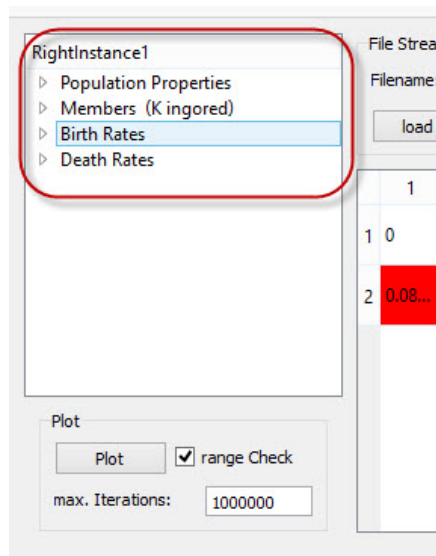 RightInstance1
Population Properties
Members (K ingored)
Birth Rates
Death Rates
File Strea
Filename
load
1
1 0
2 0.08...
Plot
Plot
range Check
max. Iterations: 1000000